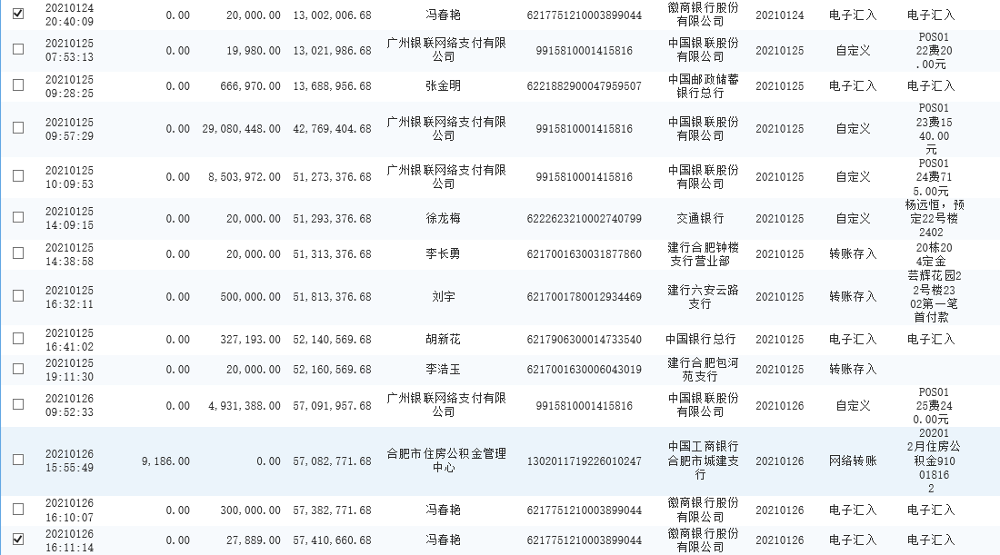 20210124 20:40:09 0.00 20,000.00 13,002,006.68 冯春艳 6217751210003899044 徽商银行股份有限公司 20210124 电子汇入 电子汇入
20210125 07:53:13 0.00 19,980.00 13,021,986.68 广州银联网络支付有限公司 9915810001415816 中国银联股份有限公司 20210125 自定义 POS0122费20.00元
20210125 09:28:25 0.00 666,970.00 13,688,956.68 张金明 6221882900047959507 中国邮政储蓄银行总行 20210125 电子汇入 电子汇入
20210125 09:57:29 0.00 29,080,448.00 42,769,404.68 广州银联网络支付有限公司 9915810001415816 中国银联股份有限公司 20210125 自定义 POS0123费1540.00元
20210125 10:09:53 0.00 8,503,972.00 51,273,376.68 广州银联网络支付有限公司 9915810001415816 中国银联股份有限公司 20210125 自定义 POS0124费715.00元
20210125 14:09:15 0.00 20,000.00 51,293,376.68 徐龙梅 6222623210002740799 交通银行 20210125 自定义 杨远恒，预定22号楼2402
20210125 14:38:58 0.00 20,000.00 51,313,376.68 李长勇 6217001630031877860 建行合肥钟楼支行营业部 20210125 转账存入 20栋204定金
20210125 16:32:11 0.00 500,000.00 51,813,376.68 刘宇 6217001780012934469 建行六安云路支行 20210125 转账存入 芸辉花园22号楼2302第一笔首付款
20210125 16:41:02 0.00 327,193.00 52,140,569.68 胡新花 6217906300014733540 中国银行总行 20210125 电子汇入 电子汇入
20210125 19:11:30 0.00 20,000.00 52,160,569.68 李浩玉 6217001630006043019 建行合肥包河苑支行 20210125 转账存入
20210126 09:52:33 0.00 4,931,388.00 57,091,957.68 广州银联网络支付有限公司 9915810001415816 中国银联股份有限公司 20210126 自定义 POS0125费240.00元
20210126 15:55:49 9,186.00 0.00 57,082,771.68 合肥市住房公积金管理中心 1302011719226010247 中国工商银行合肥市城建支行 20210126 网络转账 202012月住房公积金910018162
20210126 16:10:07 0.00 300,000.00 57,382,771.68 冯春艳 6217751210003899044 徽商银行股份有限公司 20210126 电子汇入 电子汇入
20210126 16:11:14 0.00 27,889.00 57,410,660.68 冯春艳 6217751210003899044 徽商银行股份有限公司 20210126 电子汇入 电子汇入